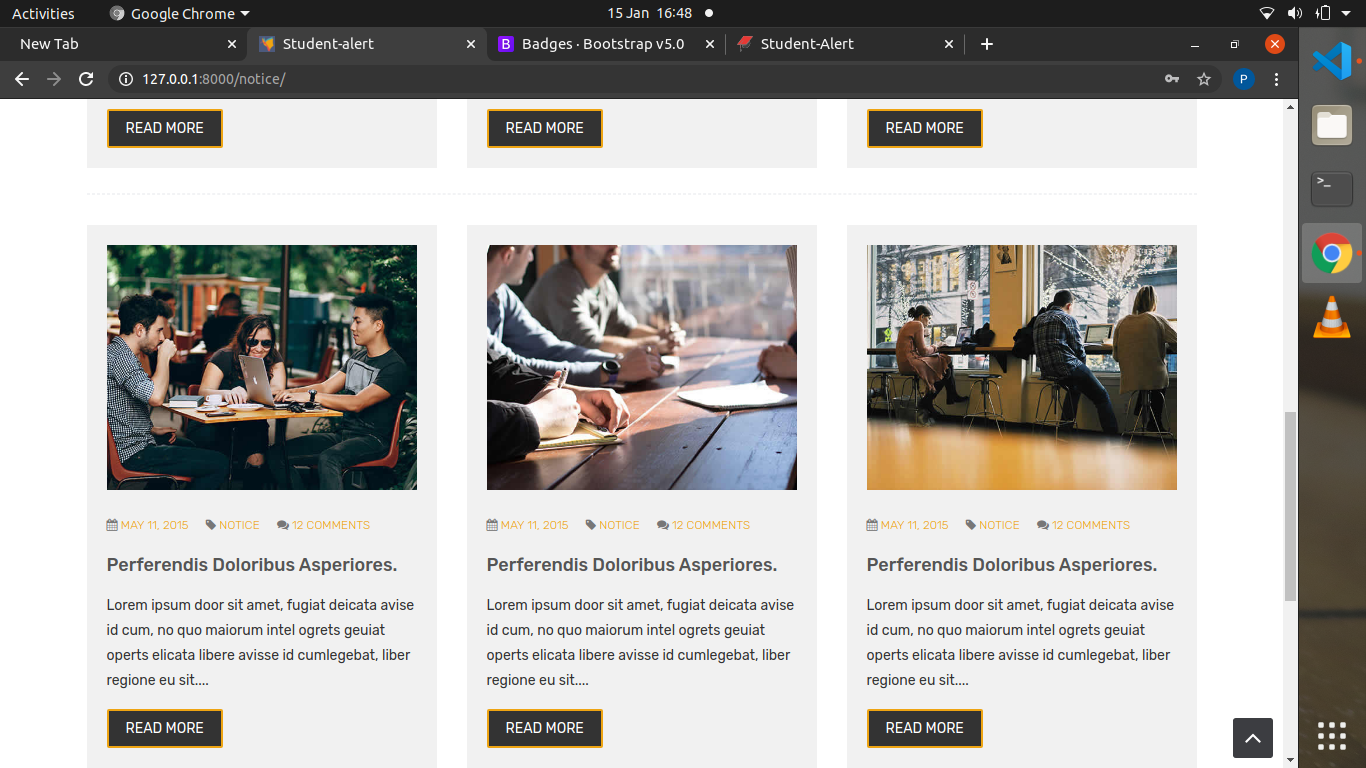 Activities
Google Chrome
15 Jan 16:48
New Tab
Student-alert
Badges · Bootstrap v5.0
Student-Alert
127.0.0.1:8000/notice/
P
READ MORE
READ MORE
READ MORE
MAY 11, 2015 NOTICE 12 COMMENTS
Perferendis Doloribus Asperiores.
Lorem ipsum door sit amet, fugiat deicata avise
id cum, no quo maiorum intel ogrets geuiat
operts elicata libere avisse id cumlegebat, liber
regione eu sit....
READ MORE
MAY 11, 2015 NOTICE 12 COMMENTS
Perferendis Doloribus Asperiores.
Lorem ipsum door sit amet, fugiat deicata avise
id cum, no quo maiorum intel ogrets geuiat
operts elicata libere avisse id cumlegebat, liber
regione eu sit....
READ MORE
MAY 11, 2015 NOTICE 12 COMMENTS
Perferendis Doloribus Asperiores.
Lorem ipsum door sit amet, fugiat deicata avise
id cum, no quo maiorum intel ogrets geuiat
operts elicata libere avisse id cumlegebat, liber
regione eu sit....
READ MORE